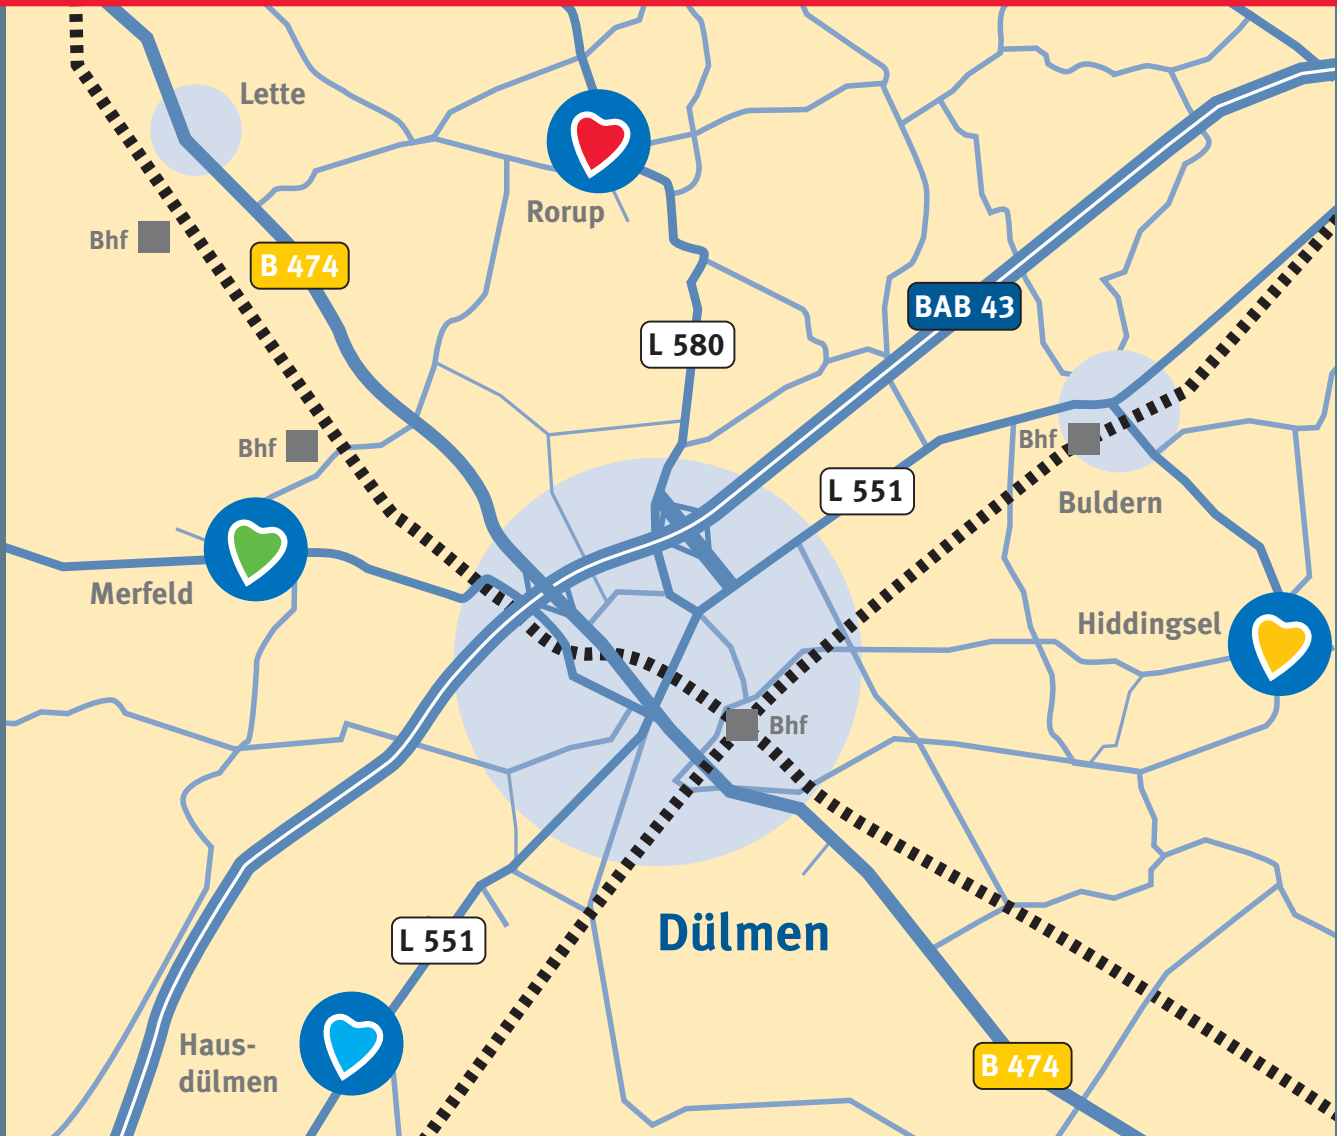 Lette
Rorup
Bhf
B 474
BAB 43
L 580
Bhf
Bhf
L 551
Buldern
Merfeld
Hiddingsel
Bhf
Dülmen
L 551
Haus-
dülmen
B 474